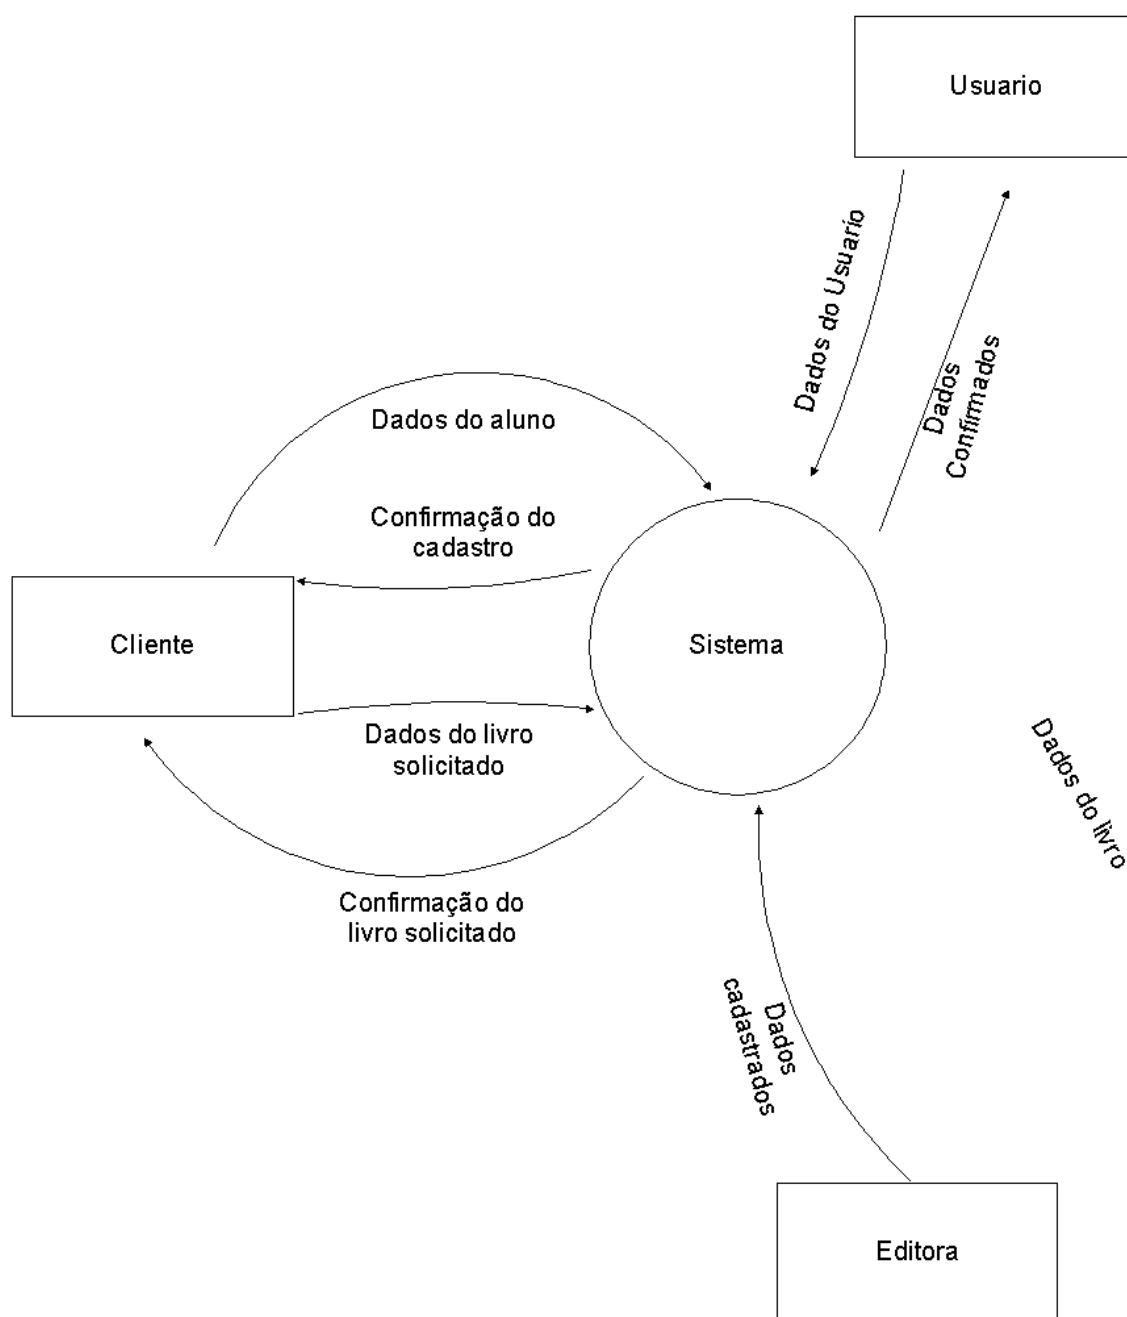 Usuario
Dados do Usuario
Dados
Confirmados
Dados do aluno
Confirmação do
cadastro
Cliente
Sistema
Dados do livro
solicitado
Dados do livro
Confirmação do
livro solicitado
Dados
cadastrados
Editora